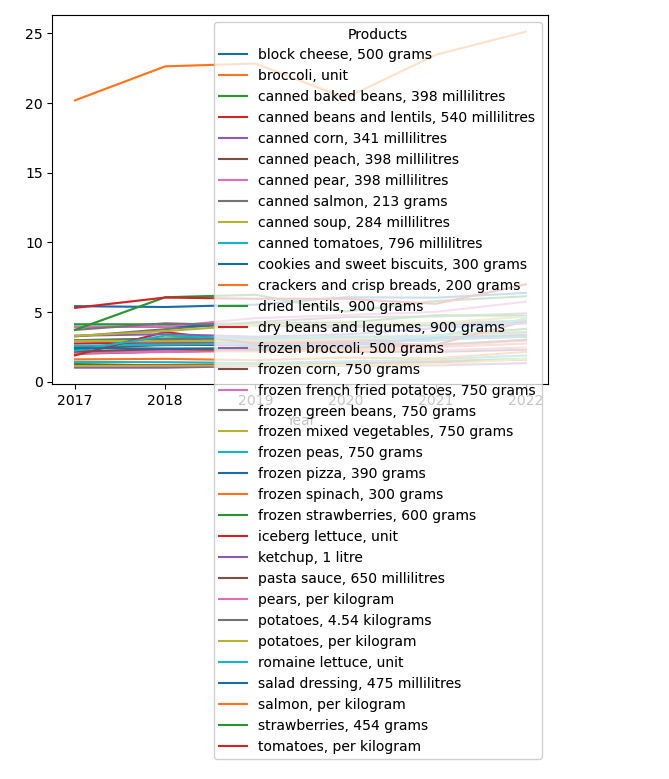 Products
block cheese, 500 grams
broccoli, unit
canned baked beans, 398 millilitres
canned beans and lentils, 540 millilitres
canned corn, 341 millilitres
canned peach, 398 millilitres
canned pear, 398 millilitres
canned salmon, 213 grams
canned soup, 284 millilitres
canned tomatoes, 796 millilitres
cookies and sweet biscuits, 300 grams
crackers and crisp breads, 200 grams
dried lentils, 900 grams
dry beans and legumes, 900 grams
frozen broccoli, 500 grams
frozen corn, 750 grams
frozen french fried potatoes, 750 grams
frozen green beans, 750 grams
frozen mixed vegetables, 750 grams
frozen peas, 750 grams
frozen pizza, 390 grams
frozen spinach, 300 grams
frozen strawberries, 600 grams
iceberg lettuce, unit
ketchup, 1 litre
pasta sauce, 650 millilitres
pears, per kilogram
potatoes, 4.54 kilograms
potatoes, per kilogram
romaine lettuce, unit
salad dressing, 475 millilitres
salmon, per kilogram
strawberries, 454 grams
tomatoes, per kilogram
25
20
15
10
5
0
2017 2018 2019 2020 2021 2022
Year